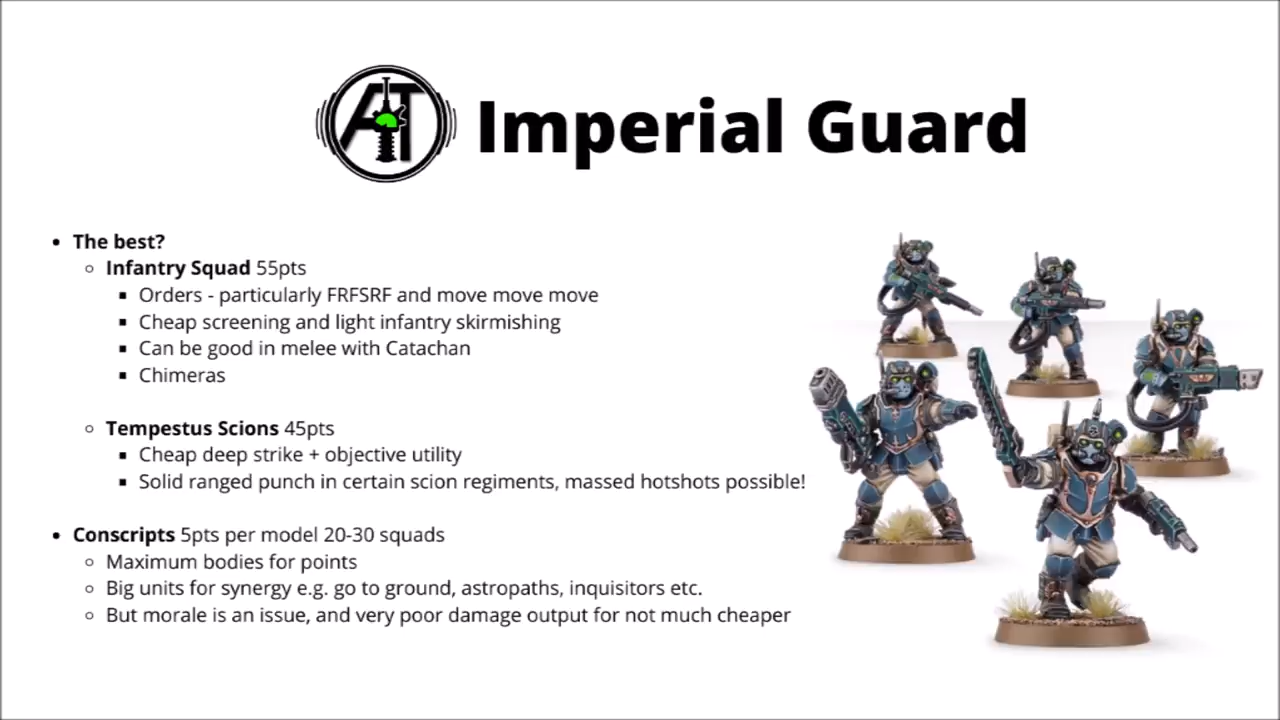 AT
Imperial Guard
• The best?
○ Infantry Squad 55pts
▪ Orders - particularly FRFSRF and move move move
▪ Cheap screening and light infantry skirmishing
▪ Can be good in melee with Catachan
▪ Chimeras
○ Tempestus Scions 45pts
▪ Cheap deep strike + objective utility
▪ Solid ranged punch in certain scion regiments, massed hotshots possible!
• Conscripts 5pts per model 20-30 squads
○ Maximum bodies for points
○ Big units for synergy e.g. go to ground, astropaths, inquisitors etc.
○ But morale is an issue, and very poor damage output for not much cheaper